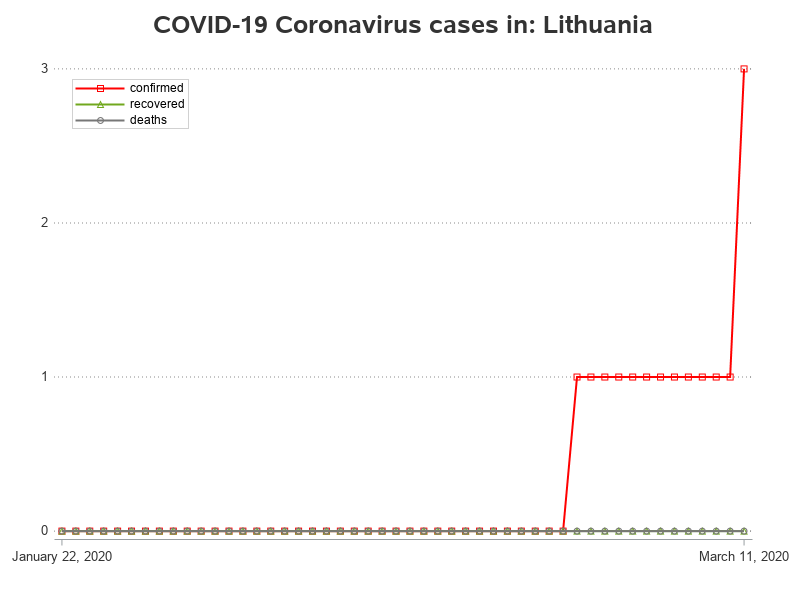 COVID-19 Coronavirus cases in: Lithuania
3
confirmed
recovered
deaths
2
1
0
January 22, 2020
March 11, 2020